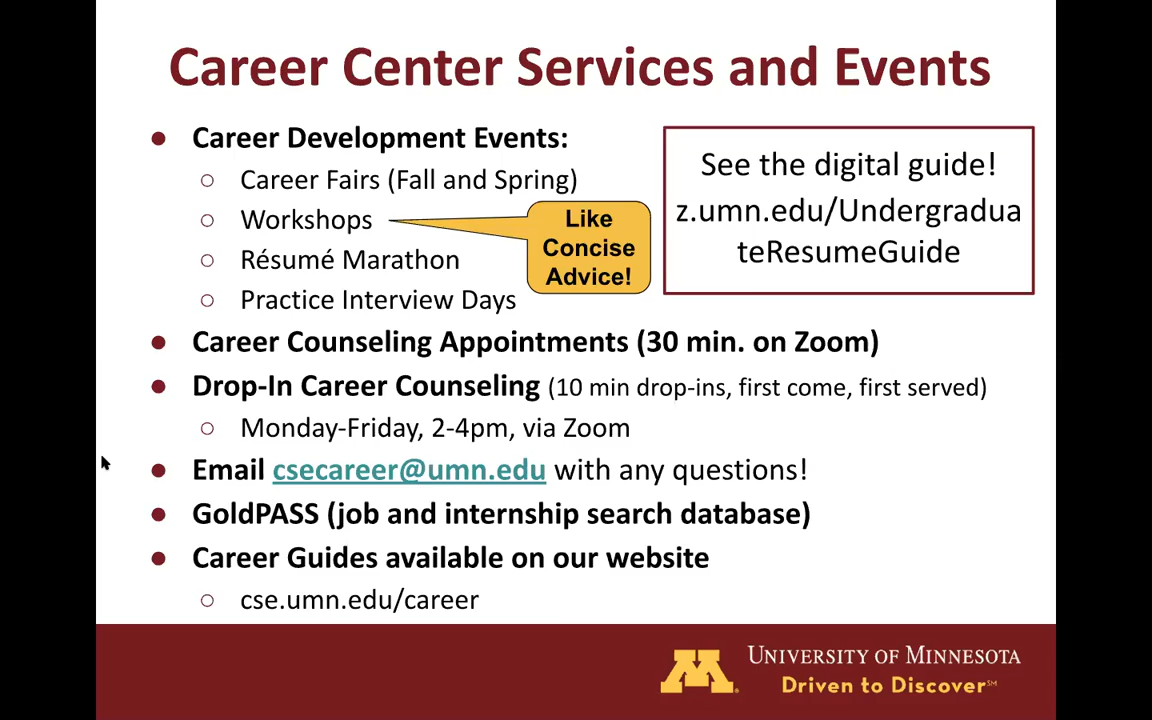 Career Center Services and Events
● Career Development Events:
○ Career Fairs (Fall and Spring)
○ Workshops
○ Résumé Marathon
○ Practice Interview Days
Like
Concise
Advice!
See the digital guide!
z.umn.edu/Undergradua
teResumeGuide
● Career Counseling Appointments (30 min. on Zoom)
● Drop-In Career Counseling (10 min drop-ins, first come, first served)
○ Monday-Friday, 2-4pm, via Zoom
● Email csecareer@umn.edu with any questions!
● GoldPASS (job and internship search database)
● Career Guides available on our website
○ cse.umn.edu/career
M
UNIVERSITY OF MINNESOTA
Driven to Discover℠